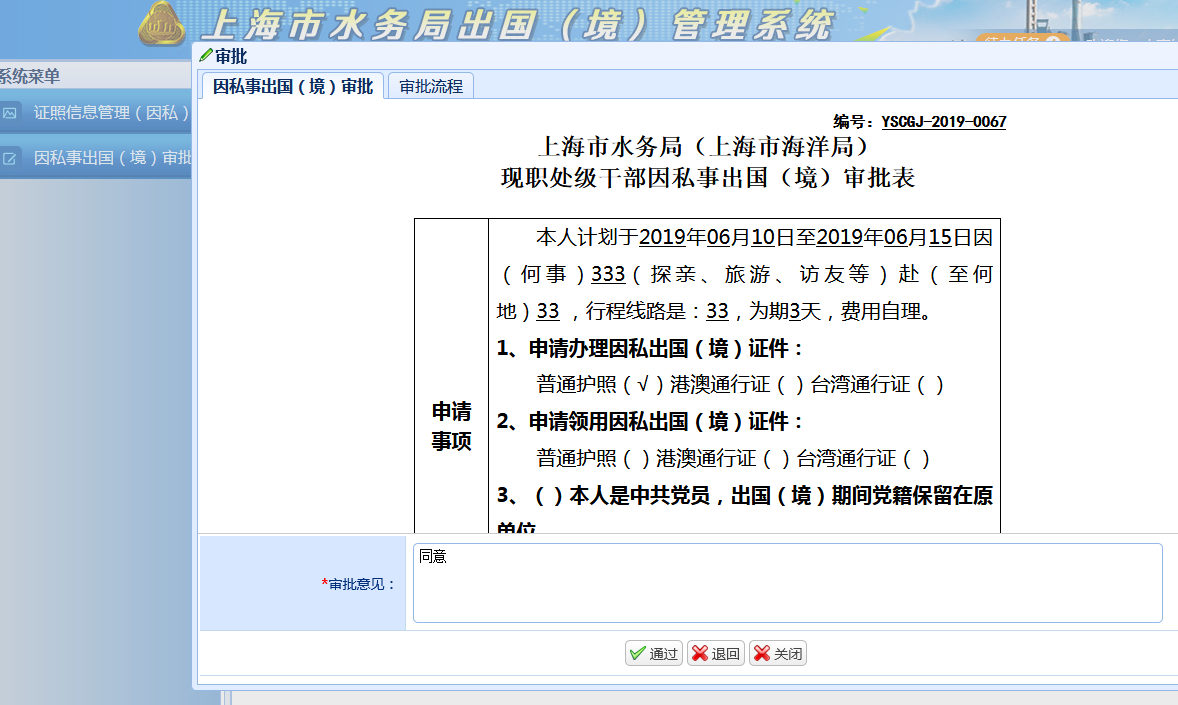 上海市水务局出国（境）管理系统
系统菜单
证照信息管理（因私）
因私事出国（境）审批
审批
因私事出国（境）审批 审批流程
编号：YSCGJ-2019-0067
上海市水务局（上海市海洋局）
现职处级干部因私事出国（境）审批表
申请
事项
本人计划于2019年06月10日至2019年06月15日因
（何事）333（探亲、旅游、访友等）赴（至何
地）33 ，行程线路是：33，为期3天，费用自理。
1、申请办理因私出国（境）证件：
普通护照（√ ）港澳通行证（ ）台湾通行证（ ）
2、申请领用因私出国（境）证件：
普通护照（ ）港澳通行证（ ）台湾通行证（ ）
3、（ ）本人是中共党员，出国（境）期间党籍保留在原
单位
*审批意见：
同意
通过 退回 关闭